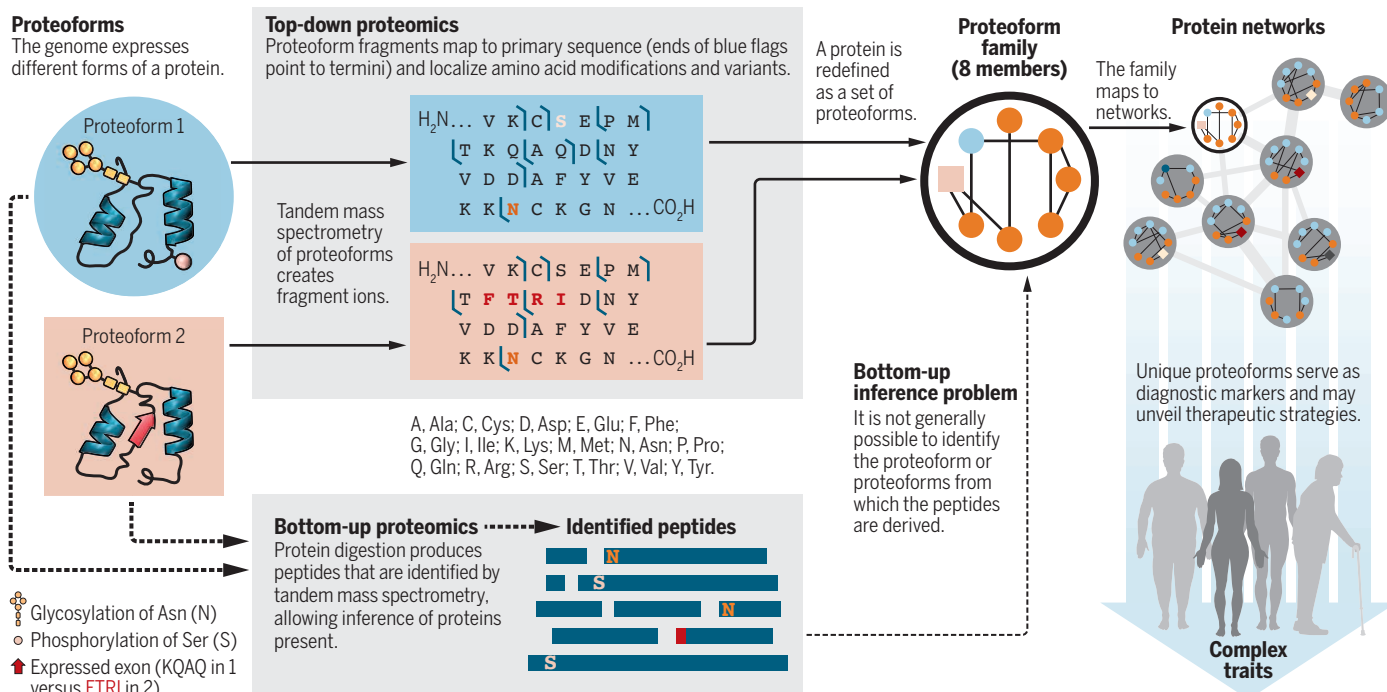 Proteoforms
The genome expresses
different forms of a protein.
Proteoform 1
Proteoform 2
Glycosylation of Asn (N)
Phosphorylation of Ser (S)
Expressed exon (KQAQ in 1
versus FTRI in 2)
Top-down proteomics
Proteoform fragments map to primary sequence (ends of blue flags
point to termini) and localize amino acid modifications and variants.
Tandem mass
spectrometry
of proteoforms
creates
fragment ions.
H₂N... V K C S E P M
T K Q A Q D N Y
V D D A F Y V E
K K N C K G N ...CO₂H
H₂N... V K C S E P M
T F T R I D N Y
V D D A F Y V E
K K N C K G N ...CO₂H
A, Ala; C, Cys; D, Asp; E, Glu; F, Phe;
G, Gly; I, Ile; K, Lys; M, Met; N, Asn; P, Pro;
Q, Gln; R, Arg; S, Ser; T, Thr; V, Val; Y, Tyr.
Bottom-up proteomics
Protein digestion produces
peptides that are identified by
tandem mass spectrometry,
allowing inference of proteins
present.
Identified peptides
N
S
N
S
A protein is
redefined
as a set of
proteoforms.
Proteoform
family
(8 members)
The family
maps to
networks.
Protein networks
Bottom-up
inference problem
It is not generally
possible to identify
the proteoform or
proteoforms from
which the peptides
are derived.
Unique proteoforms serve as
diagnostic markers and may
unveil therapeutic strategies.
Complex
traits